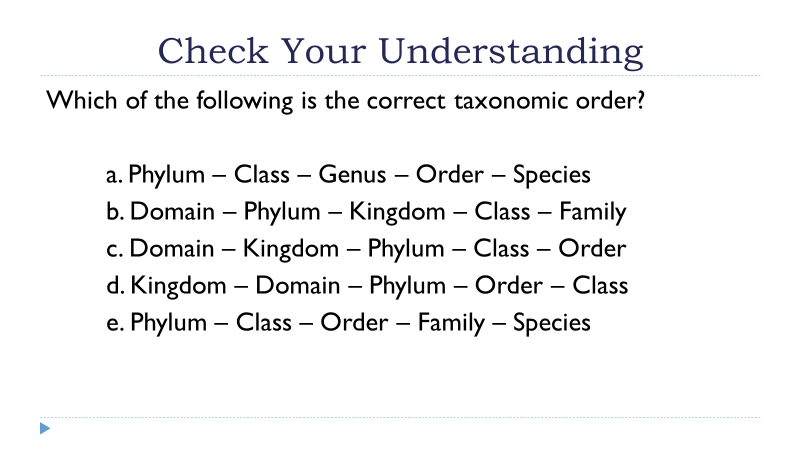 Check Your Understanding
Which of the following is the correct taxonomic order?
a. Phylum – Class – Genus – Order – Species
b. Domain – Phylum – Kingdom – Class – Family
c. Domain – Kingdom – Phylum – Class – Order
d. Kingdom – Domain – Phylum – Order – Class
e. Phylum – Class – Order – Family – Species